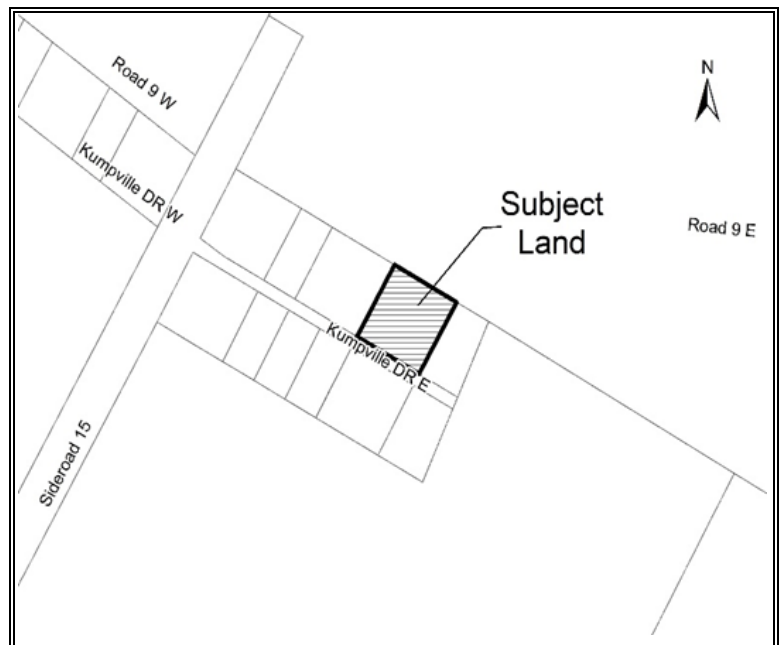 Road 9 W
N
Kumpville DR W
Subject
Land
Road 9 E
Kumpville DR E
Sideroad 15